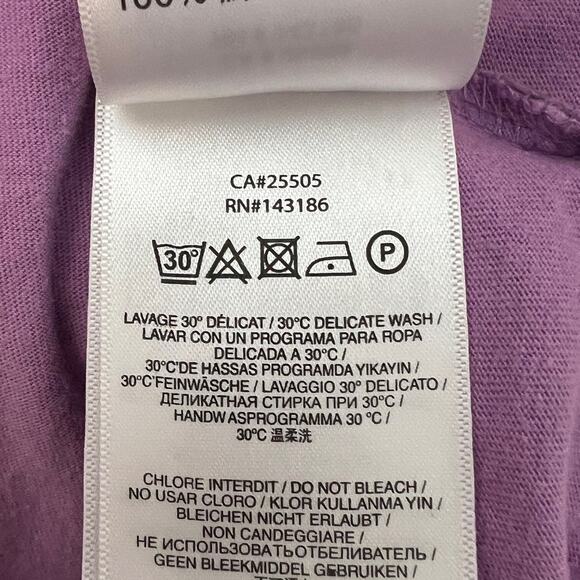 100%
CA#25505
RN#143186
30° P
LAVAGE 30° DÉLICAT / 30°C DELICATE WASH /
LAVAR CON UN PROGRAMA PARA ROPA
DELICADA A 30°C /
30°C'DE HASSAS PROGRAMDA YIKAYIN /
30°C'FEINWÄSCHE / LAVAGGIO 30° DELICATO /
ДЕЛИКАТНАЯ СТИРКА ПРИ 30°C /
HANDWASPROGRAMMA 30 °C /
30°C 温柔洗
CHLORE INTERDIT / DO NOT BLEACH /
NO USAR CLORO / KLOR KULLANMAYIN /
BLEICHEN NICHT ERLAUBT /
NON CANDEGGIARE /
НЕ ИСПОЛЬЗОВАТЬ ОТБЕЛИВАТЕЛЬ /
GEEN BLEEKMIDDEL GEBRUIKEN /